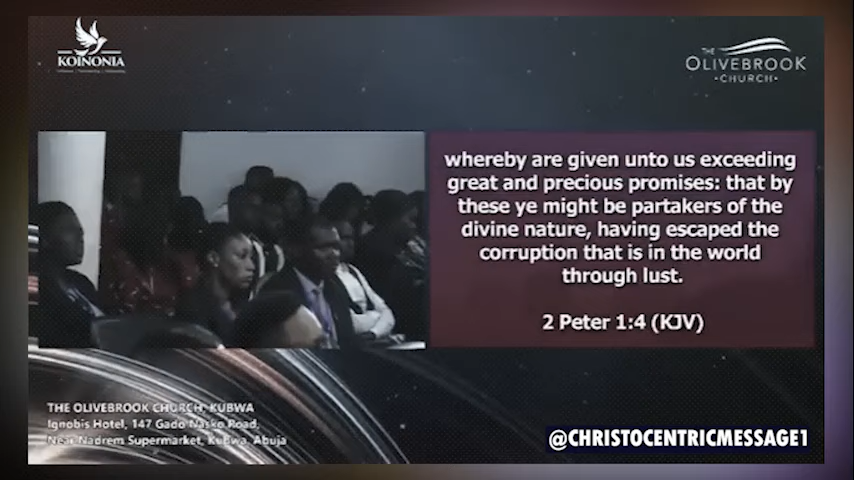 KOINONIA
THE
OLIVEBROOK
•CHURCH•
whereby are given unto us exceeding
great and precious promises: that by
these ye might be partakers of the
divine nature, having escaped the
corruption that is in the world
through lust.
2 Peter 1:4 (KJV)
THE OLIVEBROOK CHURCH, KUBWA
Ignobis Hotel, 147 Gado Nasko Road,
Near Nadrem Supermarket, Kubwa, Abuja
@CHRISTOCENTRICMESSAGE1